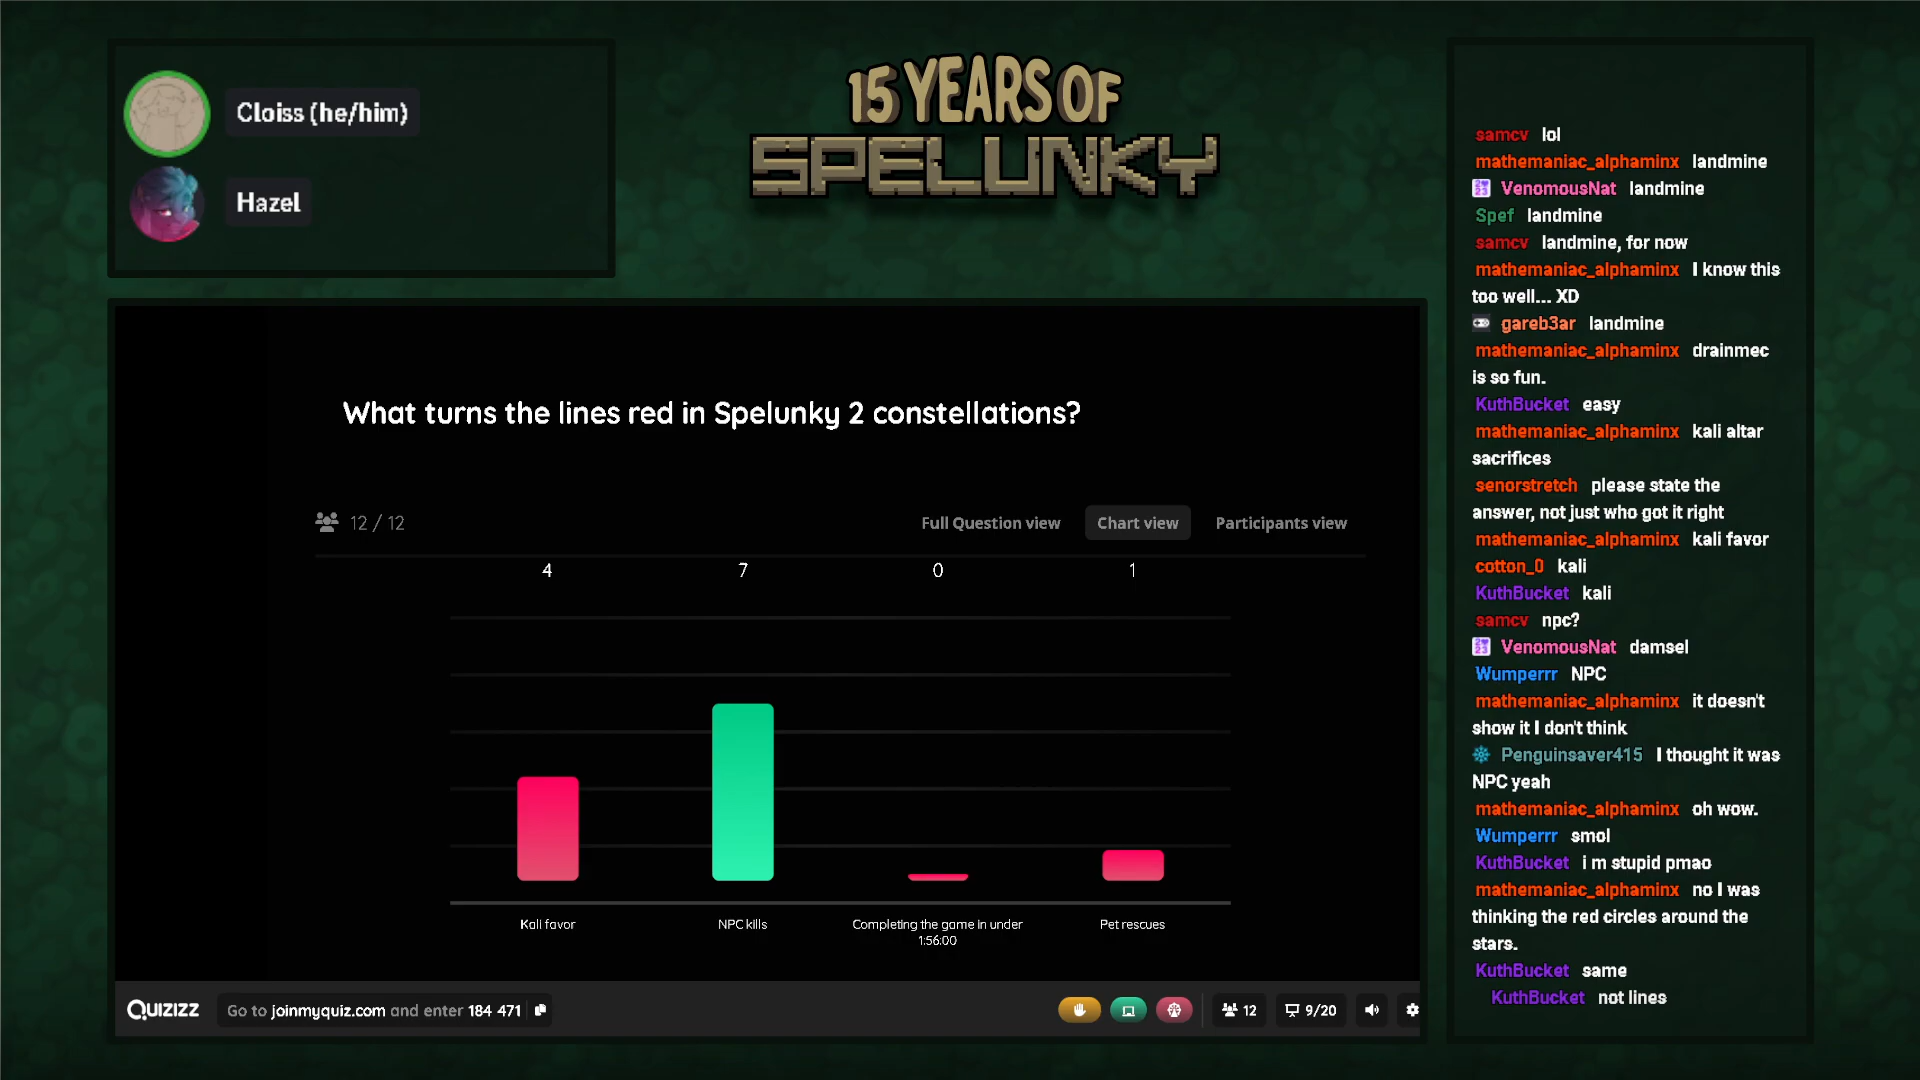 Cloiss (he/him)
Hazel
15 YEARS OF
SPELUNKY
What turns the lines red in Spelunky 2 constellations?
12 / 12
Full Question view
Chart view
Participants view
4
7
0
1
Kali favor
NPC kills
Completing the game in under
1:56:00
Pet rescues
QUIZIZZ
Go to joinmyquiz.com and enter 184 471
12
9/20
samcv lol
mathemaniac_alphaminx landmine
VenomousNat landmine
Spef landmine
samcv landmine, for now
mathemaniac_alphaminx I know this
too well... XD
gareb3ar landmine
mathemaniac_alphaminx drainmec
is so fun.
KuthBucket easy
mathemaniac_alphaminx kali altar
sacrifices
senorstretch please state the
answer, not just who got it right
mathemaniac_alphaminx kali favor
cotton_0 kali
KuthBucket kali
samcv npc?
VenomousNat damsel
Wumperrr NPC
mathemaniac_alphaminx it doesn't
show it I don't think
Penguinsaver415 I thought it was
NPC yeah
mathemaniac_alphaminx oh wow.
Wumperrr smol
KuthBucket i m stupid pmao
mathemaniac_alphaminx no I was
thinking the red circles around the
stars.
KuthBucket same
KuthBucket not lines